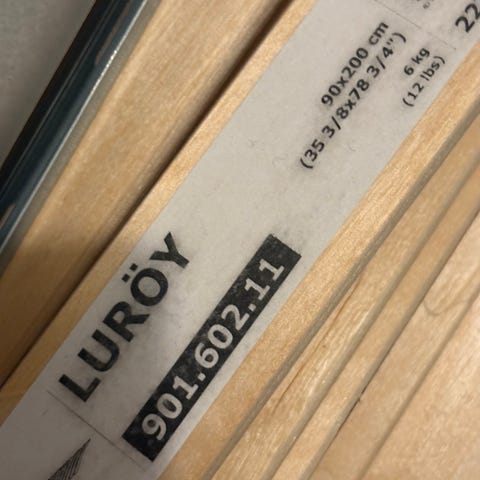 LURÖY
901.602.11
90x200 cm
(35 3/8x78 3/4")
6 kg
(12 lbs)
22